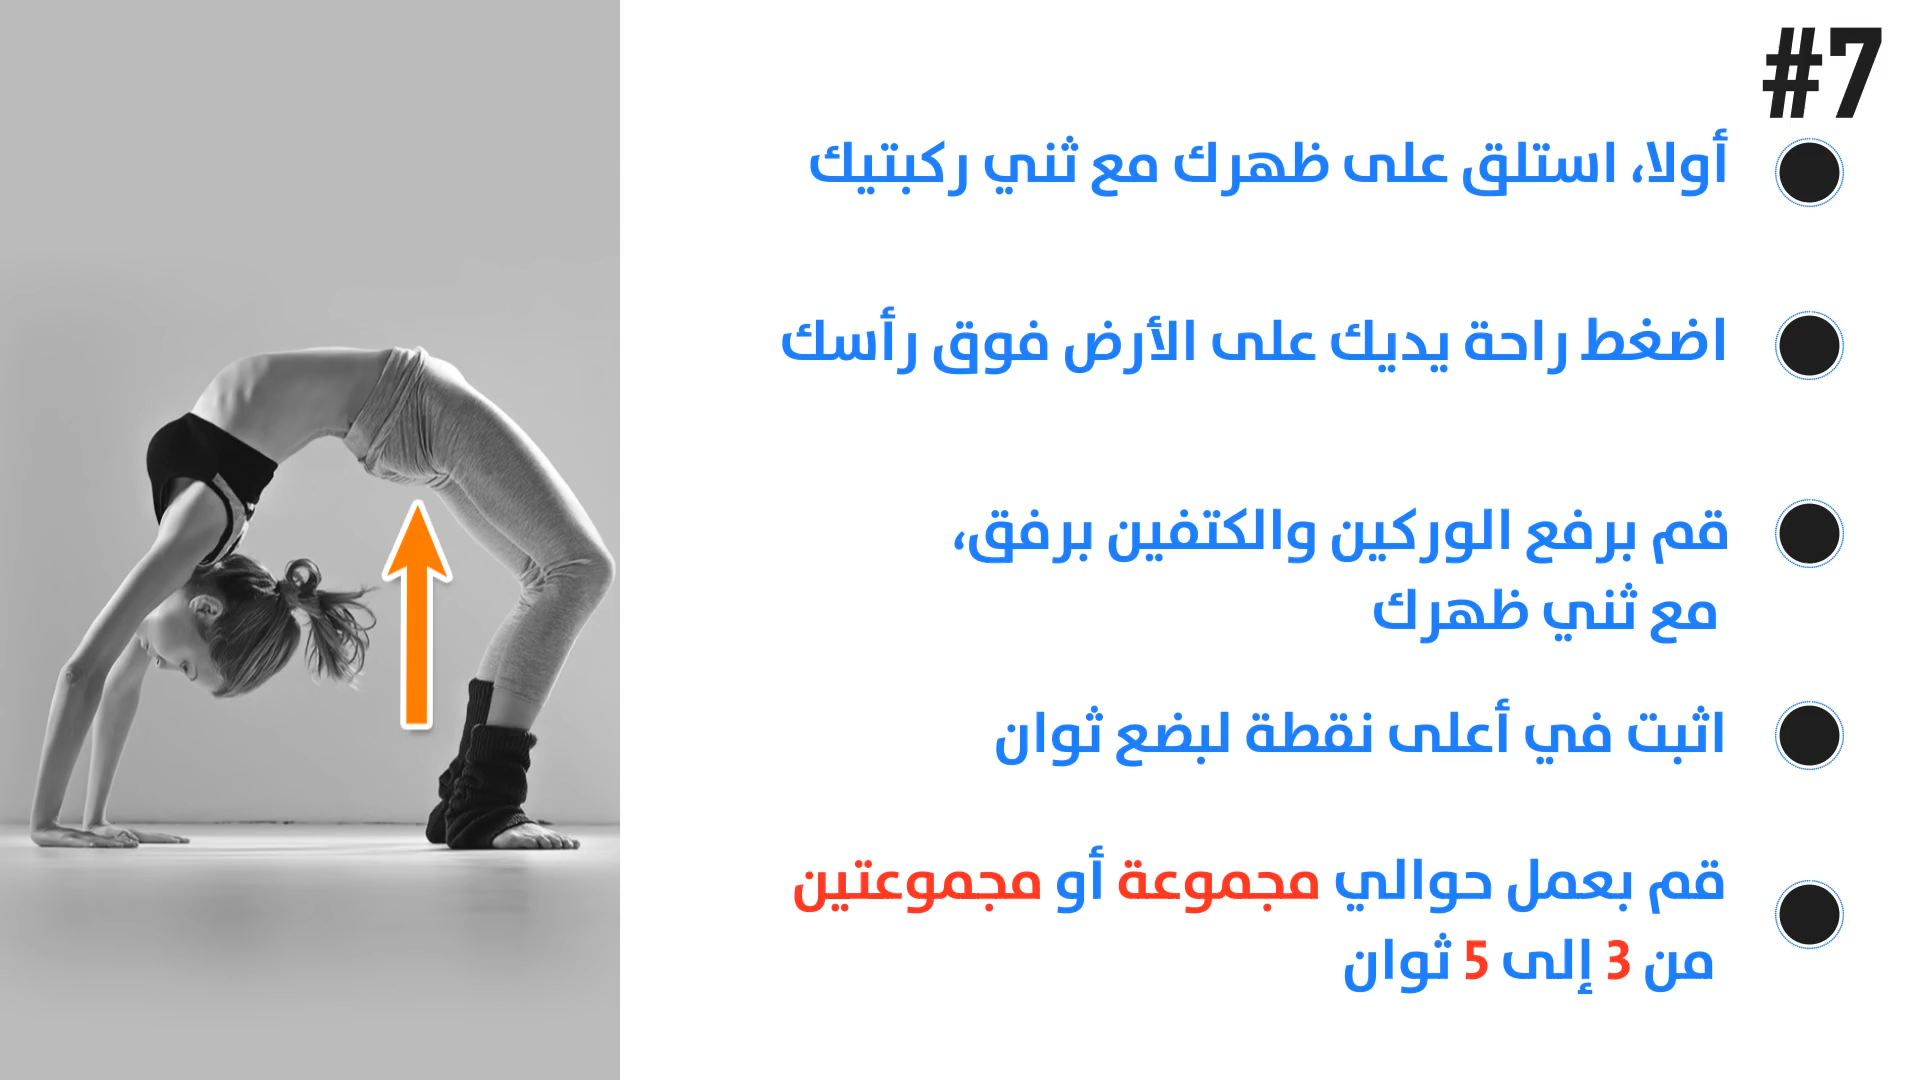 #7
أولا، استلق على ظهرك مع ثني ركبتيك
اضغط راحة يديك على الأرض فوق رأسك
قم برفع الوركين والكتفين برفق،
مع ثني ظهرك
اثبت في أعلى نقطة لبضع ثوان
قم بعمل حوالي مجموعة أو مجموعتين
من 3 إلى 5 ثوان